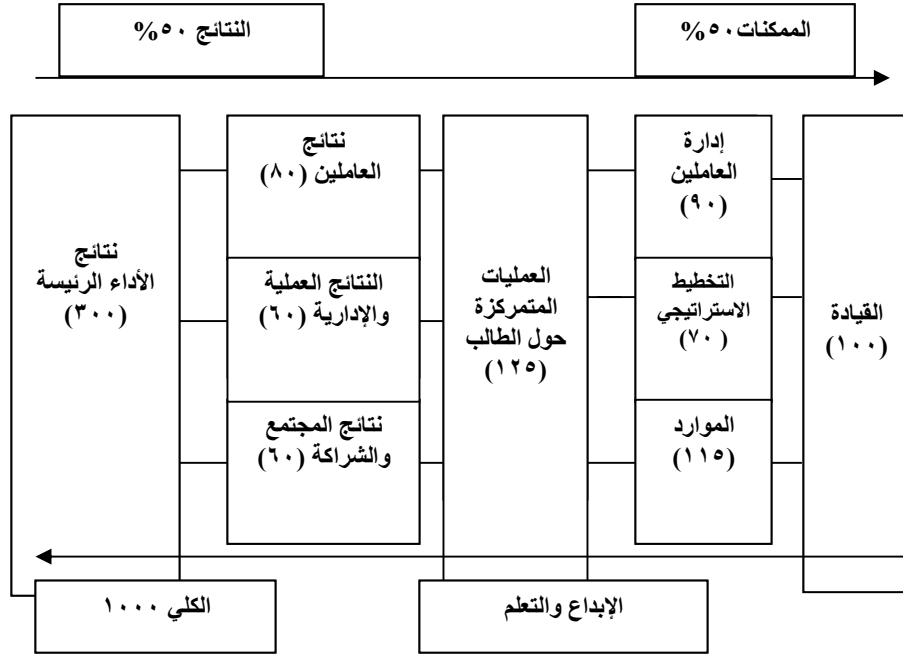 الممكنات ٥٠%
النتائج ٥٠%
القيادة
(١٠٠)
إدارة
العاملين
(٩٠)
التخطيط
الاستراتيجي
(٧٠)
الموارد
(١١٥)
العمليات
المتمركزة
حول الطالب
(١٢٥)
نتائج
العاملين (٨٠)
النتائج العملية
والإدارية (٦٠)
نتائج المجتمع
والشراكة (٦٠)
نتائج
الأداء الرئيسة
(٣٠٠)
الإبداع والتعلم
الكلي ١٠٠٠